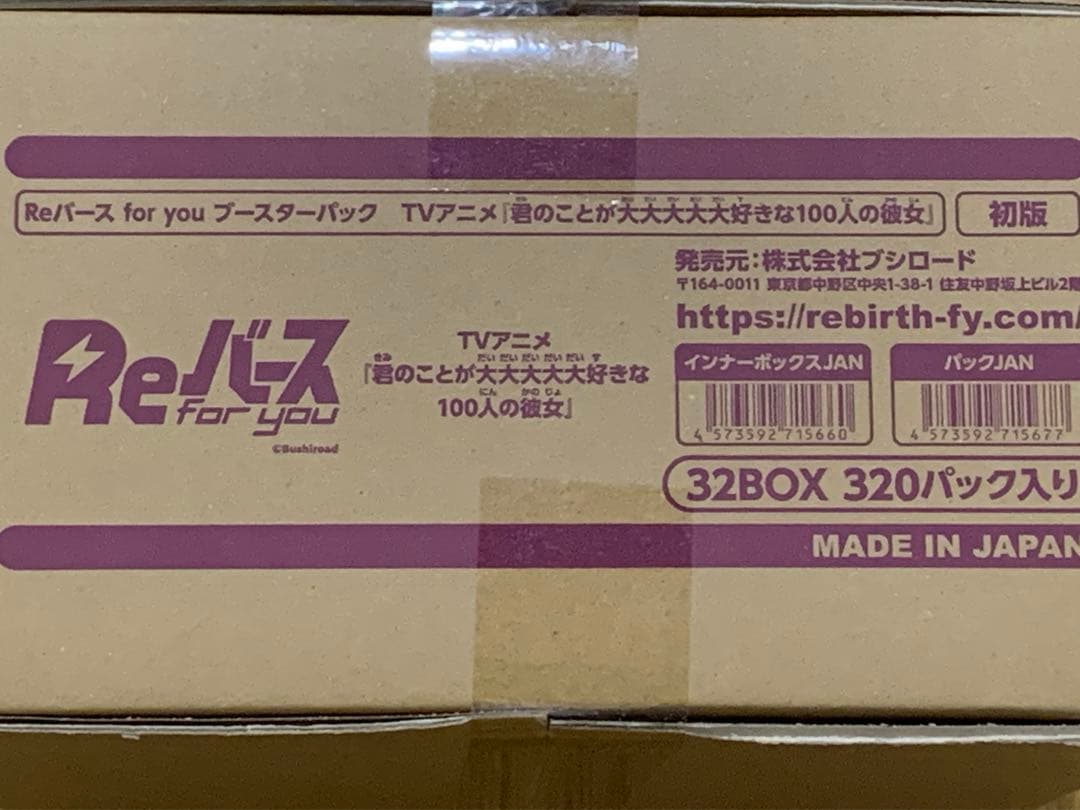 Reバース for you ブースターパック TVアニメ『君のことが大大大大大好きな100人の彼女』
初版
発売元：株式会社ブシロード
〒164-0011 東京都中野区中央1-38-1 住友中野坂上ビル2階
https://rebirth-fy.com/
Reバース
for you
©Bushiroad
TVアニメ
『君のことが大大大大大好きな
100人の彼女』
インナーボックスJAN
4 573592 715660
パックJAN
4 573592 715677
32BOX 320パック入り
MADE IN JAPAN